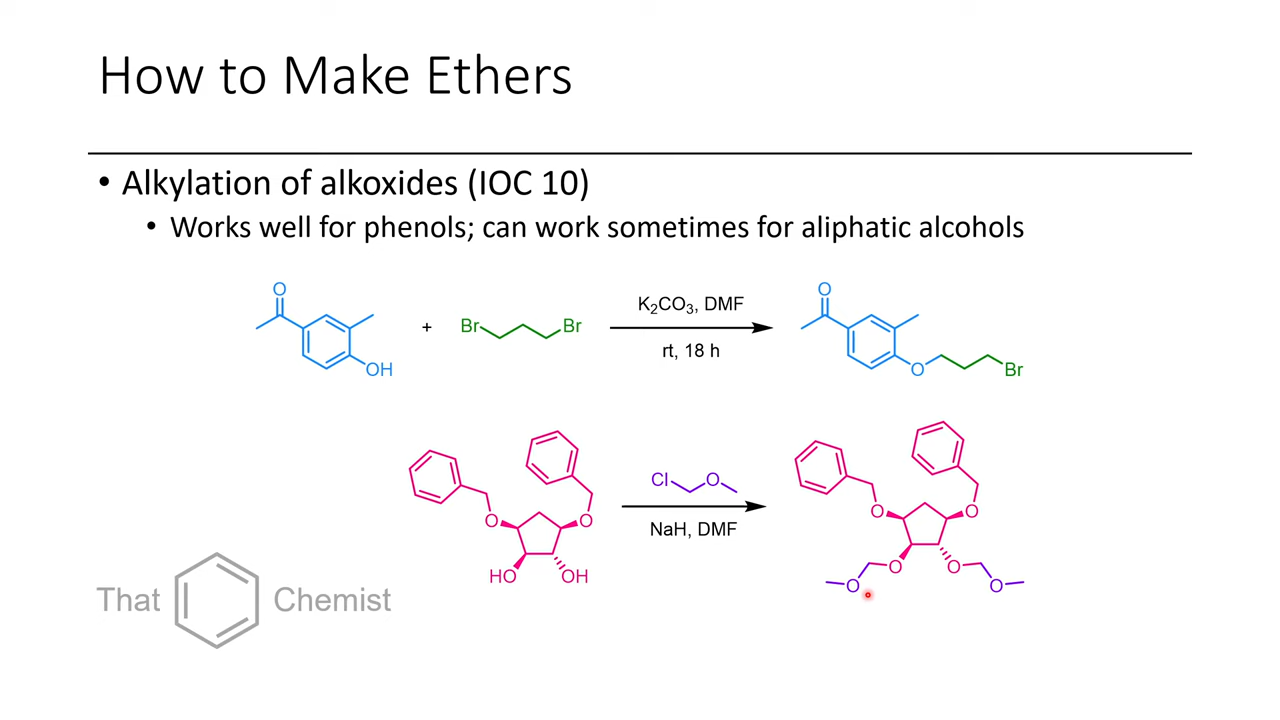 How to Make Ethers
• Alkylation of alkoxides (IOC 10)
• Works well for phenols; can work sometimes for aliphatic alcohols
O
OH
+
Br
Br
K₂CO₃, DMF
rt, 18 h
O
O
Br
O
O
HO
OH
Cl
O
NaH, DMF
O
O
O
O
O
O
That Chemist